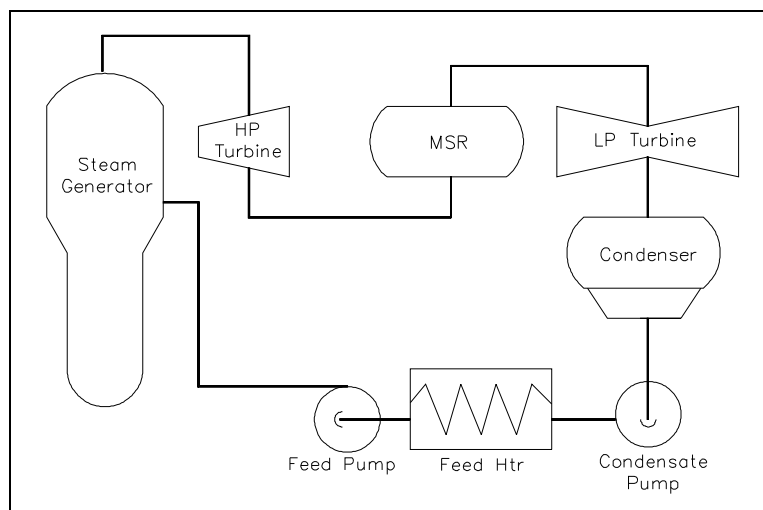 HP
Turbine
MSR
LP Turbine
Steam
Generator
Condenser
Feed Pump
Feed Htr
Condensate
Pump